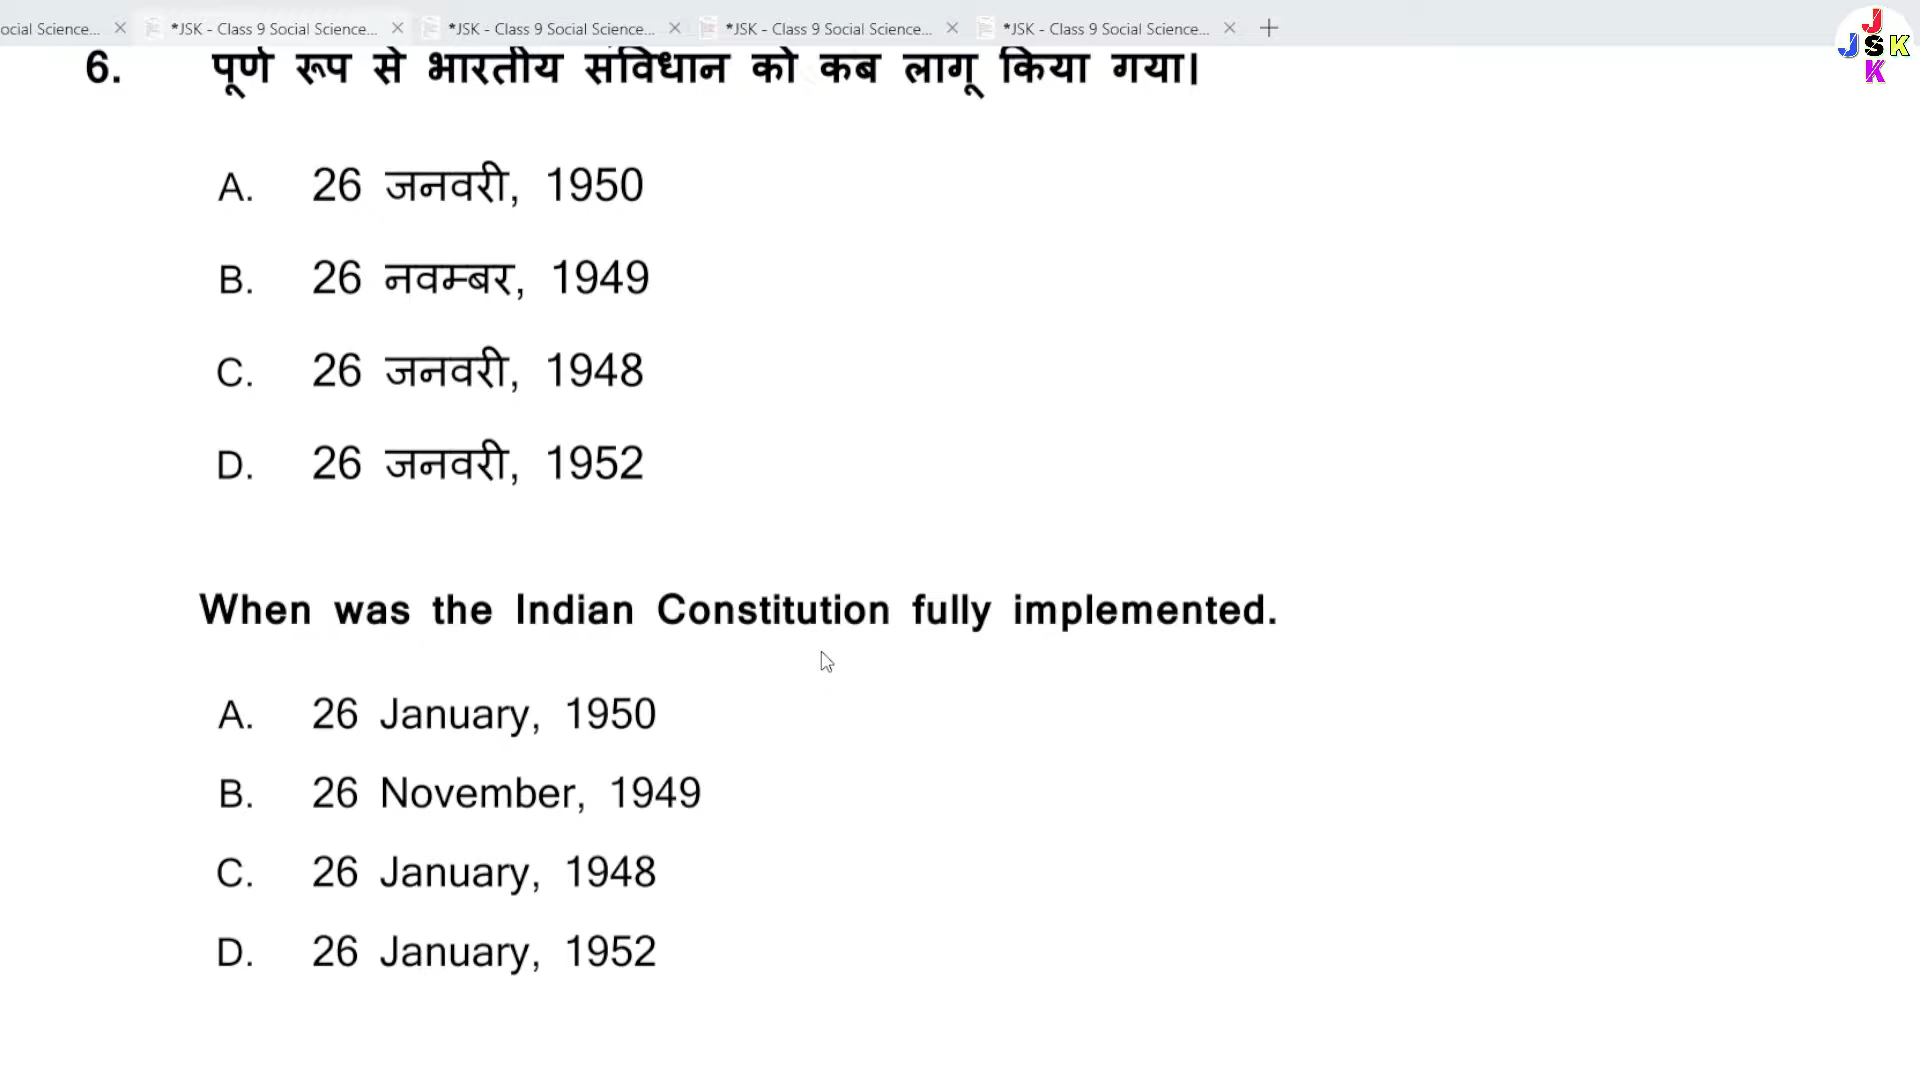 ocial Science...
*JSK - Class 9 Social Science...
*JSK - Class 9 Social Science...
*JSK - Class 9 Social Science...
*JSK - Class 9 Social Science...
J
JSK
K
6. पूर्ण रूप से भारतीय संविधान को कब लागू किया गया।
A. 26 जनवरी, 1950
B. 26 नवम्बर, 1949
C. 26 जनवरी, 1948
D. 26 जनवरी, 1952
When was the Indian Constitution fully implemented.
A. 26 January, 1950
B. 26 November, 1949
C. 26 January, 1948
D. 26 January, 1952